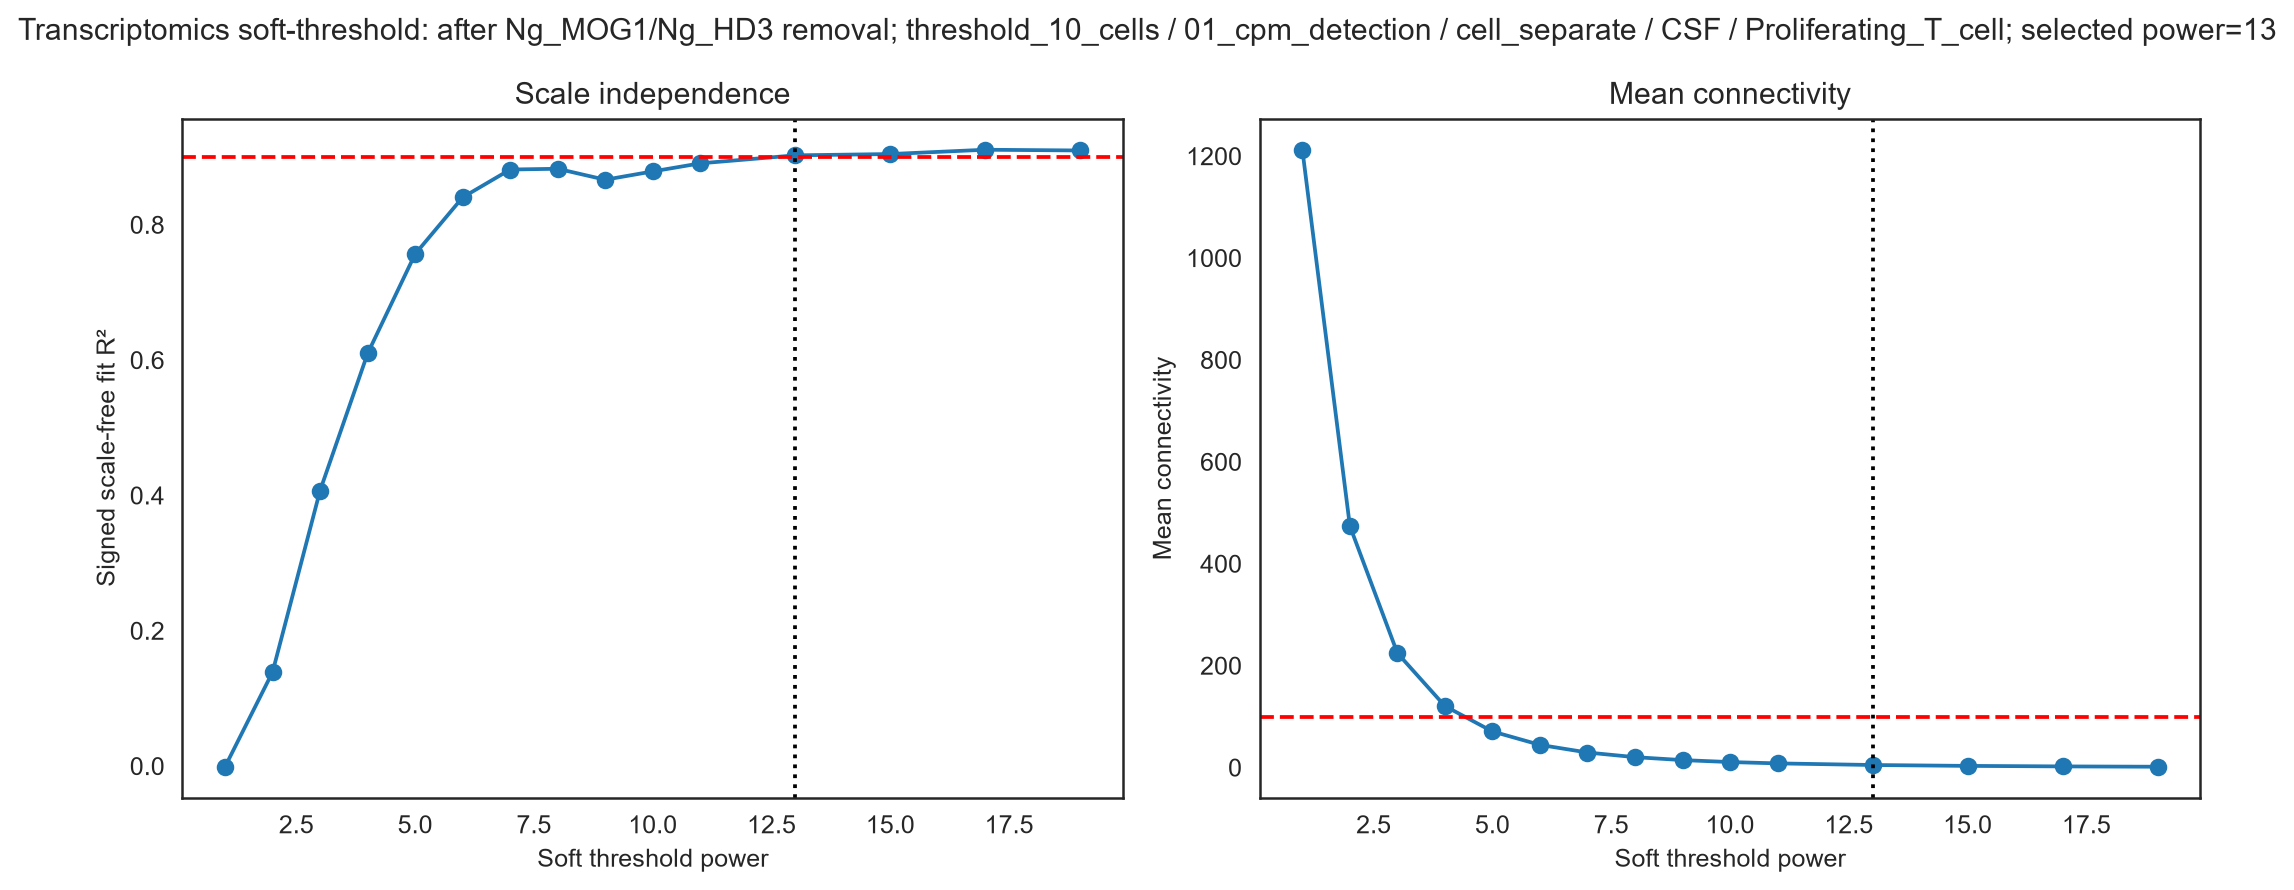 Transcriptomics soft-threshold: after Ng_MOG1/Ng_HD3 removal; threshold_10_cells / 01_cpm_detection / cell_separate / CSF / Proliferating_T_cell; selected power=13
Scale independence
Signed scale-free fit R²
0.8
0.6
0.4
0.2
0.0
2.5 5.0 7.5 10.0 12.5 15.0 17.5
Soft threshold power
Mean connectivity
Mean connectivity
1200
1000
800
600
400
200
0
2.5 5.0 7.5 10.0 12.5 15.0 17.5
Soft threshold power